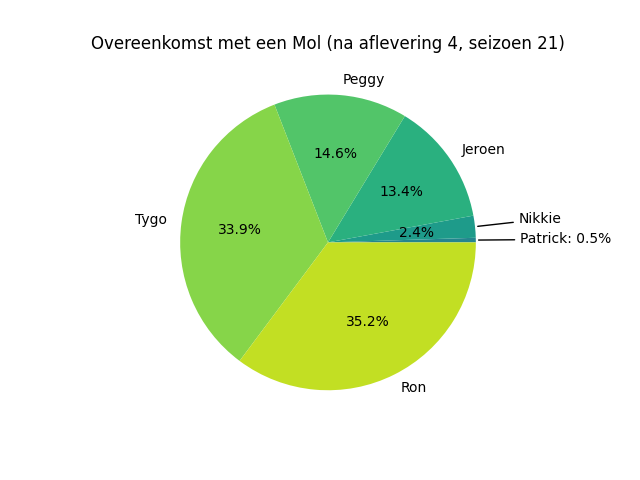 Overeenkomst met een Mol (na aflevering 4, seizoen 21)
Peggy
14.6%
Jeroen
13.4%
Nikkie
2.4%
Patrick: 0.5%
Tygo
33.9%
35.2%
Ron